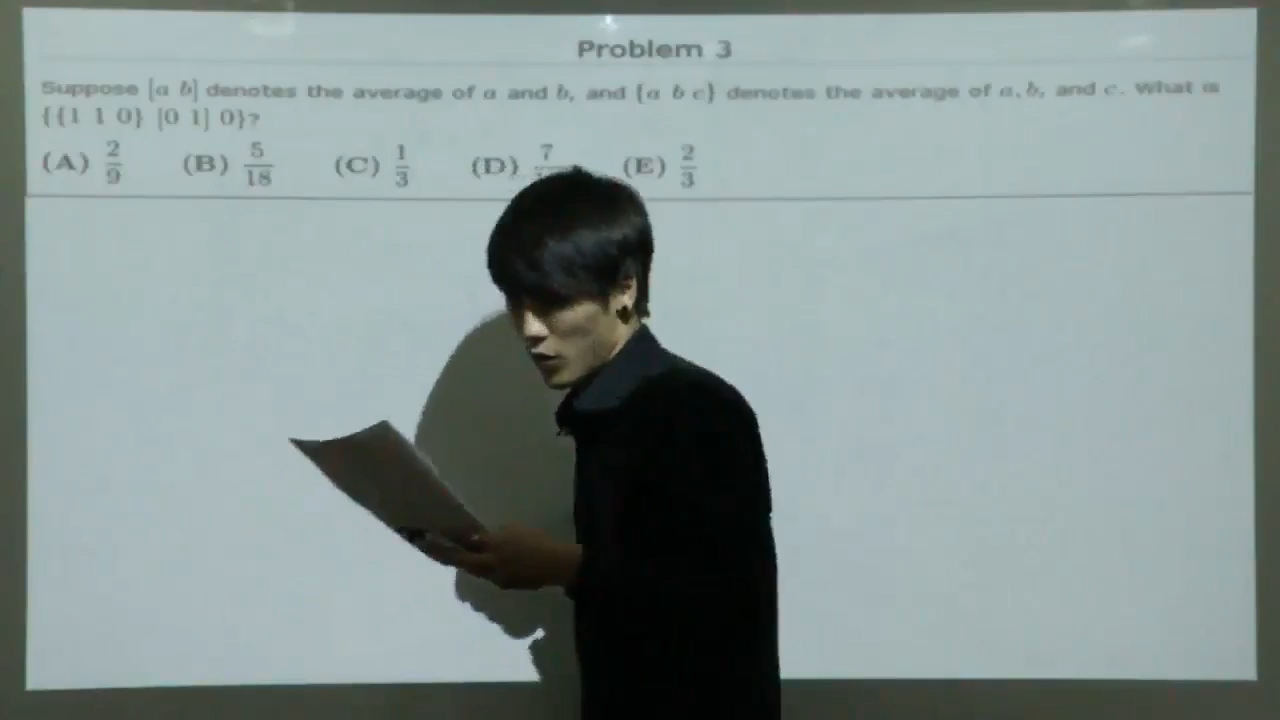 Problem 3
Suppose [a b] denotes the average of a and b, and {a b c} denotes the average of a, b, and c. What is
{{1 1 0} [0 1] 0}?
(A) 2/9 (B) 5/18 (C) 1/3 (D) 7 (E) 2/3